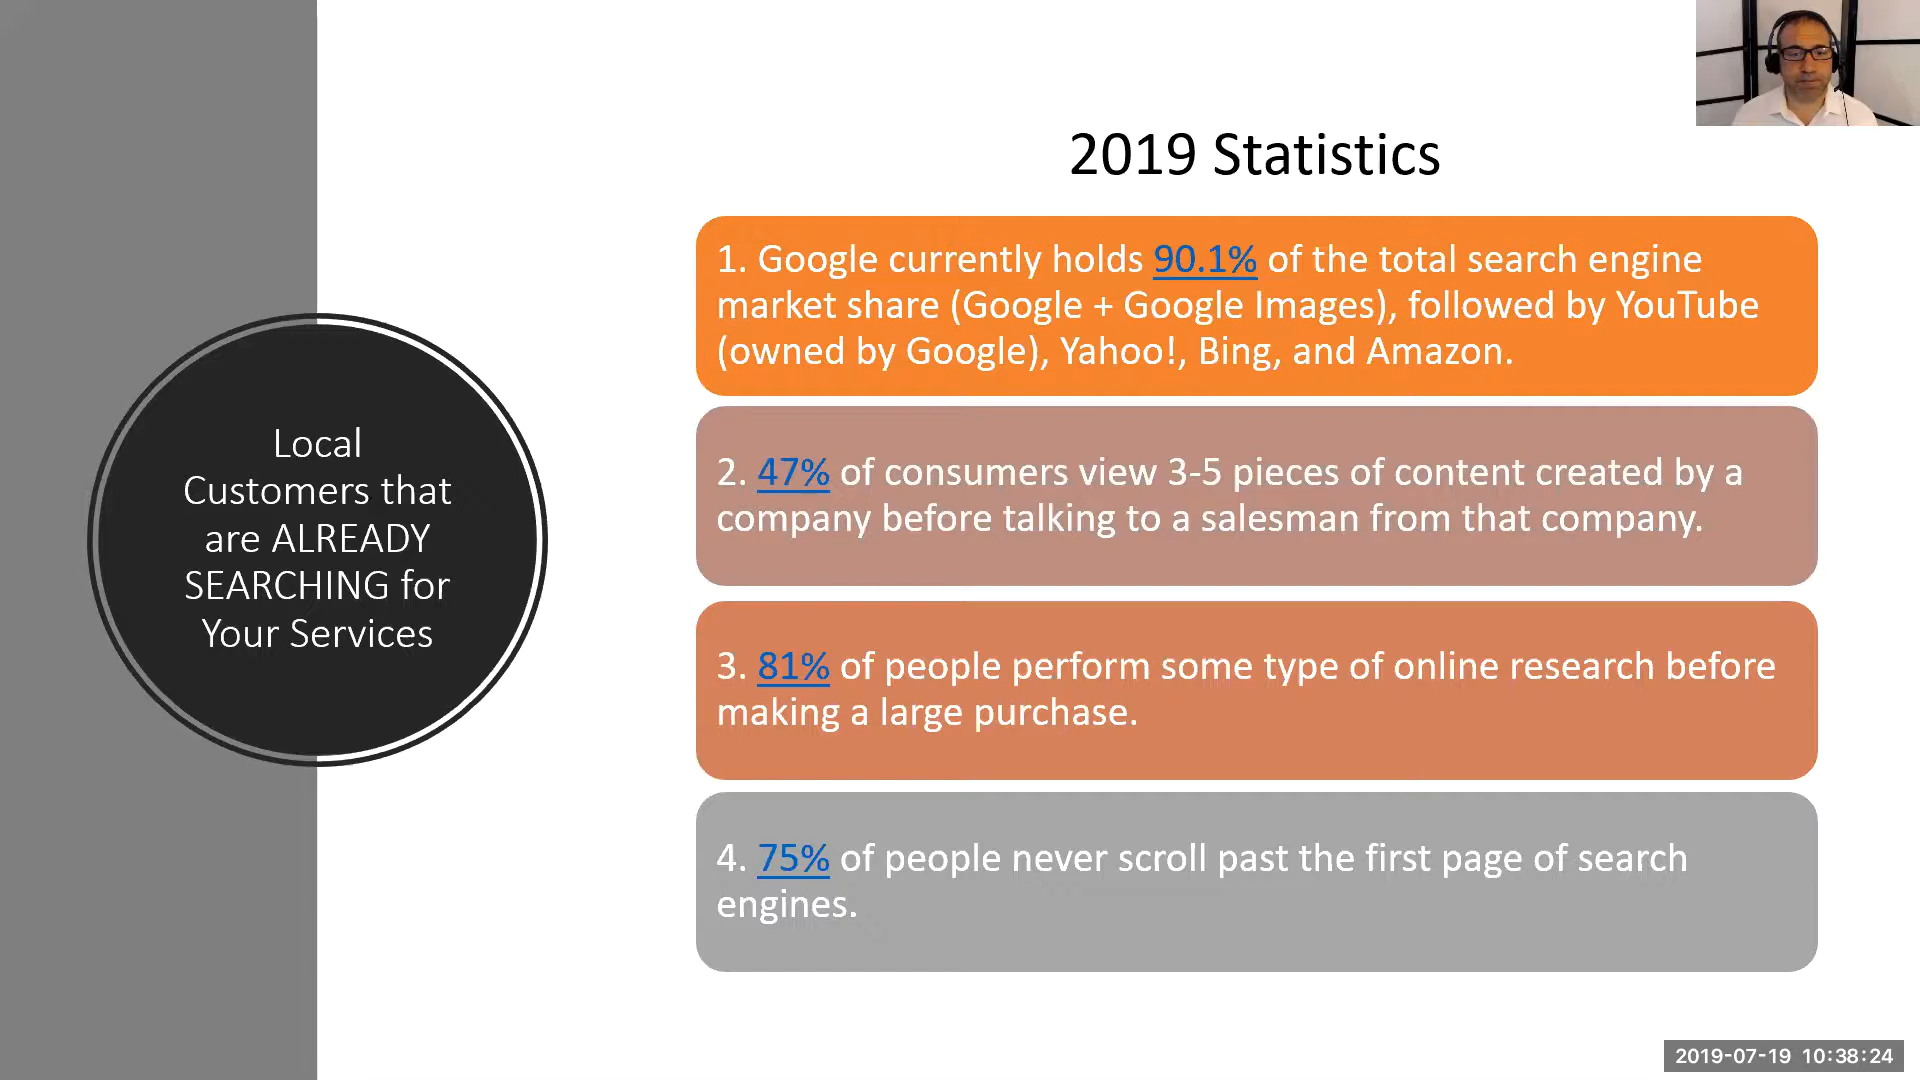 2019 Statistics
Local
Customers that
are ALREADY
SEARCHING for
Your Services
1. Google currently holds 90.1% of the total search engine
market share (Google + Google Images), followed by YouTube
(owned by Google), Yahoo!, Bing, and Amazon.
2. 47% of consumers view 3-5 pieces of content created by a
company before talking to a salesman from that company.
3. 81% of people perform some type of online research before
making a large purchase.
4. 75% of people never scroll past the first page of search
engines.
2019-07-19 10:38:24